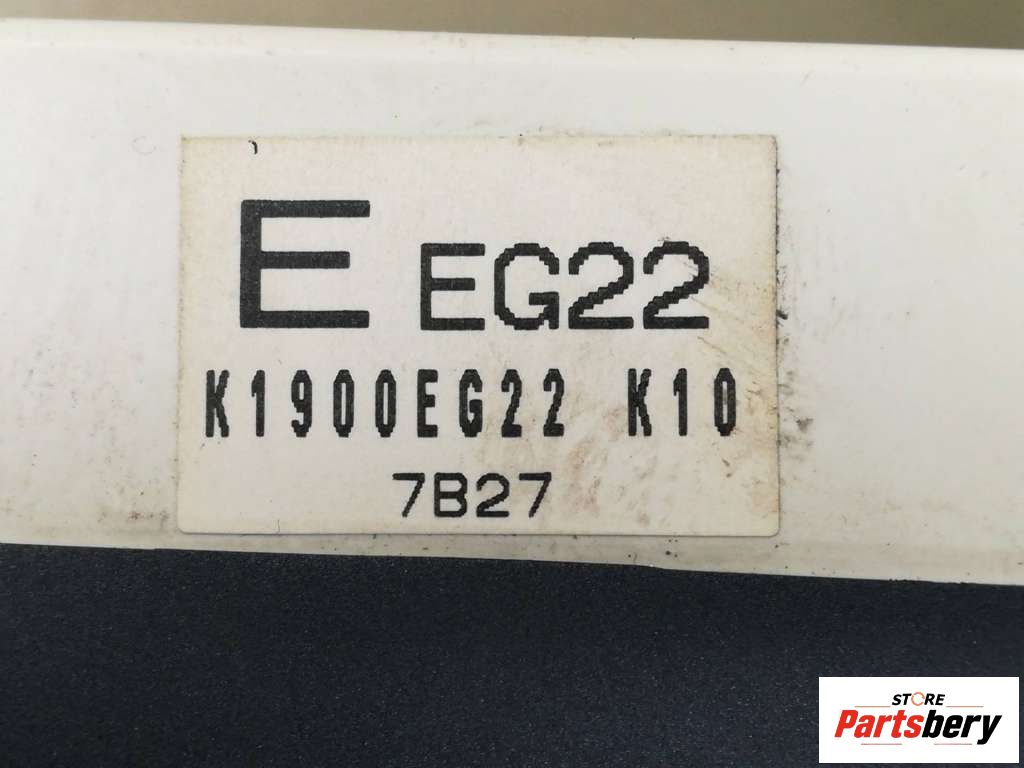 E EG22
K1900EG22 K10
7B27
STORE
Partsbery